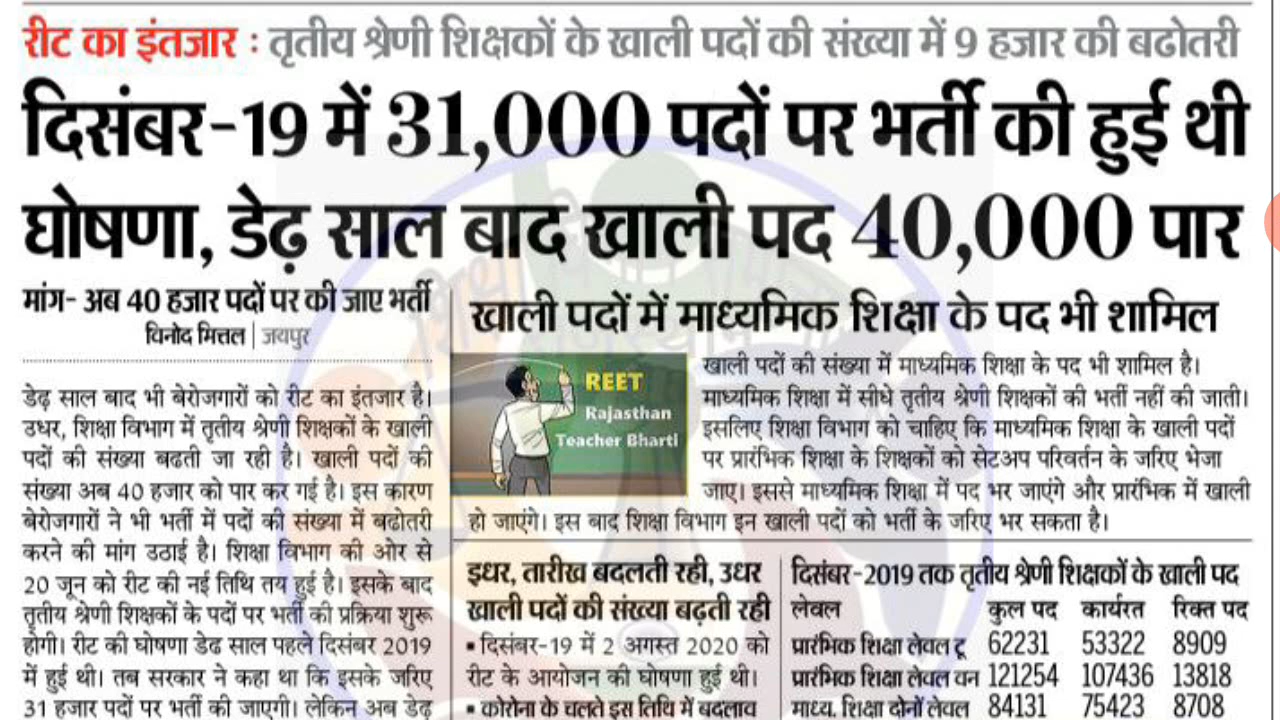 रीट का इंतजार : तृतीय श्रेणी शिक्षकों के खाली पदों की संख्या में 9 हजार की बढोतरी
दिसंबर-19 में 31,000 पदों पर भर्ती की हुई थी
घोषणा, डेढ़ साल बाद खाली पद 40,000 पार
मांग- अब 40 हजार पदों पर की जाए भर्ती
विनोद मित्तल | जयपुर
डेढ़ साल बाद भी बेरोजगारों को रीट का इंतजार है।
उधर, शिक्षा विभाग में तृतीय श्रेणी शिक्षकों के खाली
पदों की संख्या बढती जा रही है। खाली पदों की
संख्या अब 40 हजार को पार कर गई है। इस कारण
बेरोजगारों ने भी भर्ती में पदों की संख्या में बढोतरी
करने की मांग उठाई है। शिक्षा विभाग की ओर से
20 जून को रीट की नई तिथि तय हुई है। इसके बाद
तृतीय श्रेणी शिक्षकों के पदों पर भर्ती की प्रक्रिया शुरू
होगी। रीट की घोषणा डेढ साल पहले दिसंबर 2019
में हुई थी। तब सरकार ने कहा था कि इसके जरिए
31 हजार पदों पर भर्ती की जाएगी। लेकिन अब डेढ़
खाली पदों में माध्यमिक शिक्षा के पद भी शामिल
REET
Rajasthan
Teacher Bharti
खाली पदों की संख्या में माध्यमिक शिक्षा के पद भी शामिल है।
माध्यमिक शिक्षा में सीधे तृतीय श्रेणी शिक्षकों की भर्ती नहीं की जाती।
इसलिए शिक्षा विभाग को चाहिए कि माध्यमिक शिक्षा के खाली पदों
पर प्रारंभिक शिक्षा के शिक्षकों को सेटअप परिवर्तन के जरिए भेजा
जाए। इससे माध्यमिक शिक्षा में पद भर जाएंगे और प्रारंभिक में खाली
हो जाएंगे। इस बाद शिक्षा विभाग इन खाली पदों को भर्ती के जरिए भर सकता है।
इधर, तारीख बदलती रही, उधर
खाली पदों की संख्या बढ़ती रही
▪ दिसंबर-19 में 2 अगस्त 2020 को
रीट के आयोजन की घोषणा हुई थी।
▪ कोरोना के चलते इस तिथि में बदलाव
दिसंबर-2019 तक तृतीय श्रेणी शिक्षकों के खाली पद
लेवल कुल पद कार्यरत रिक्त पद
प्रारंभिक शिक्षा लेवल टू 62231 53322 8909
प्रारंभिक शिक्षा लेवल वन 121254 107436 13818
माध्य. शिक्षा दोनों लेवल 84131 75423 8708